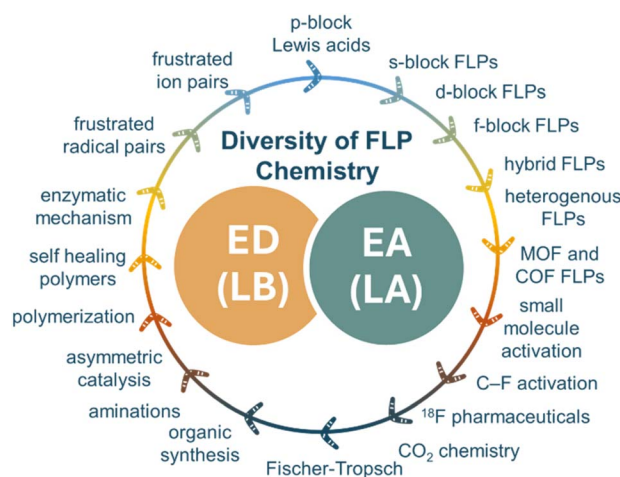 p-block
Lewis acids
s-block FLPs
d-block FLPs
f-block FLPs
hybrid FLPs
heterogenous
FLPs
MOF and
COF FLPs
small
molecule
activation
C–F activation
¹⁸F pharmaceuticals
CO₂ chemistry
Fischer-Tropsch
organic
synthesis
aminations
asymmetric
catalysis
polymerization
self healing
polymers
enzymatic
mechanism
frustrated
radical pairs
frustrated
ion pairs
Diversity of FLP
Chemistry
ED
(LB)
EA
(LA)